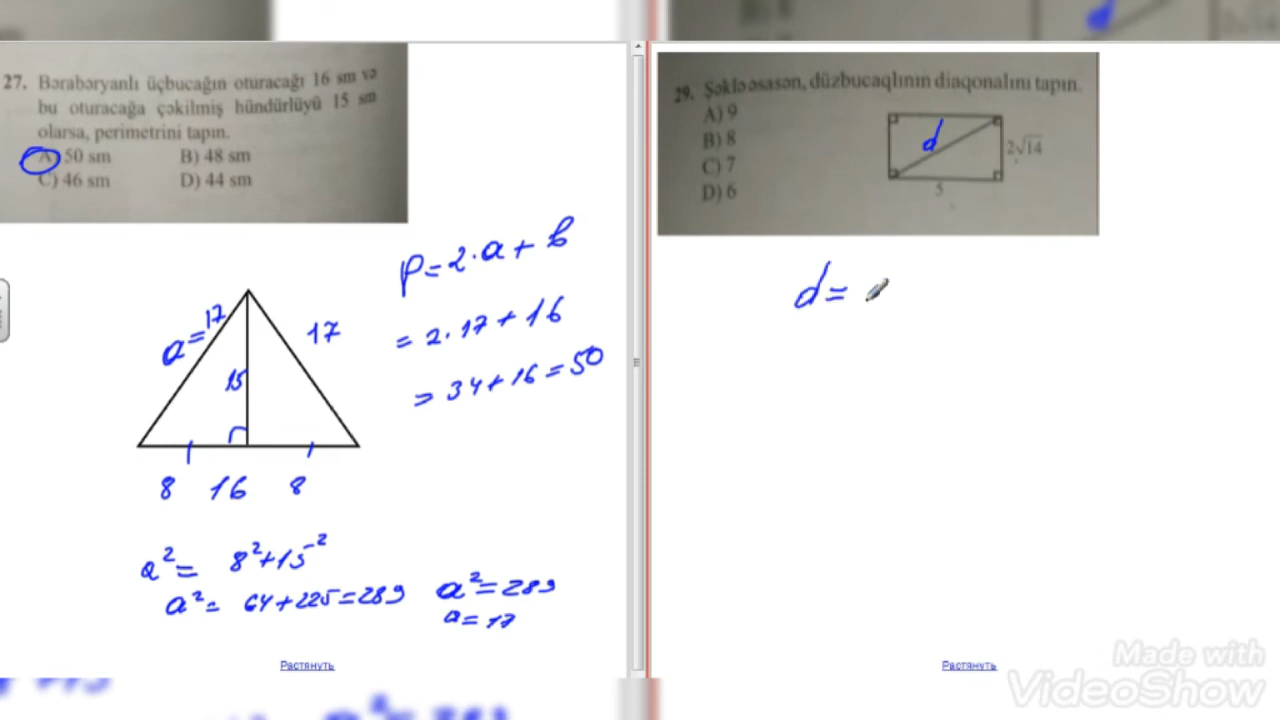 27. Bərabəryanlı üçbucağın oturacağı 16 sm və
bu oturacağa çəkilmiş hündürlüyü 15 sm
olarsa, perimetrini tapın.
A) 50 sm B) 48 sm
C) 46 sm D) 44 sm
P=2·a+b
=2·17+16
=34+16=50
a=17
17
15
8 16 8
a²= 8²+15²
a²= 64+225=289
a²=289
a=17
Растянуть
29. Şəklə əsasən, düzbucaqlının diaqonalını tapın.
A) 9
B) 8
C) 7
D) 6
d
2√14
5
d=
Растянуть
Made with
VideoShow